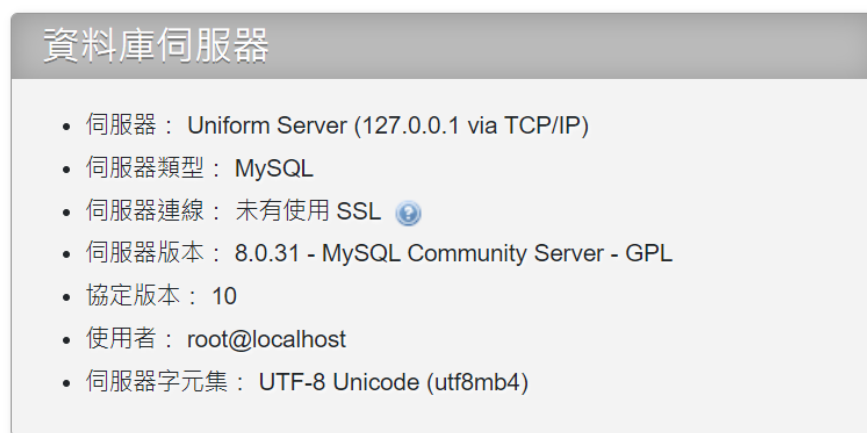 資料庫伺服器
伺服器： Uniform Server (127.0.0.1 via TCP/IP)
伺服器類型： MySQL
伺服器連線： 未有使用 SSL
伺服器版本： 8.0.31 - MySQL Community Server - GPL
協定版本： 10
使用者： root@localhost
伺服器字元集： UTF-8 Unicode (utf8mb4)